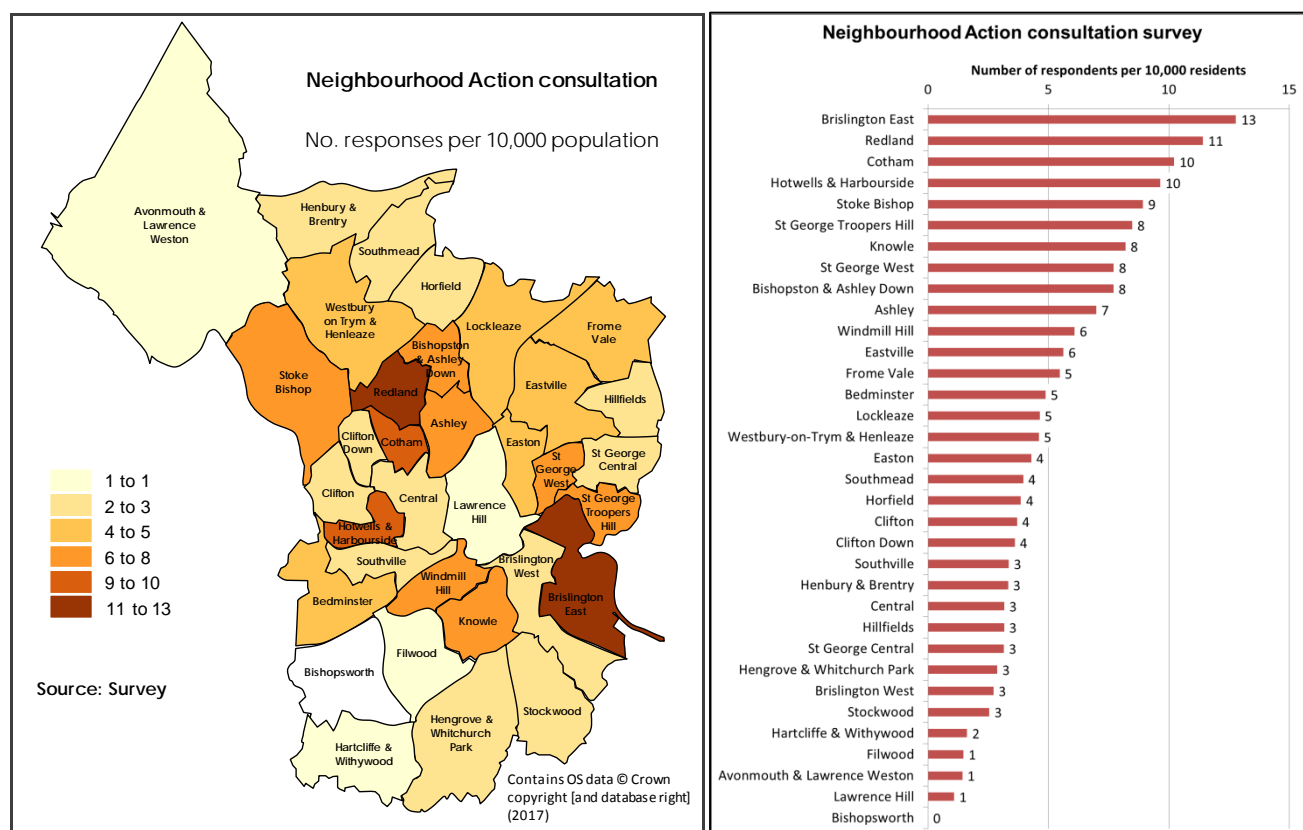 Neighbourhood Action consultation
No. responses per 10,000 population
Avonmouth &
Lawrence
Weston
Henbury &
Brentry
Southmead
Horfield
Westbury
on Trym &
Henleaze
Lockleaze
Frome
Vale
Bishopston
& Ashley
Down
Stoke
Bishop
Redland
Eastville
Hillfields
Ashley
Clifton
Down
Cotham
Easton
St
George
West
St George
Central
Clifton
Central
Lawrence
Hill
St George
Troopers
Hill
Hotwells &
Harbourside
Southville
Brislington
West
Windmill
Hill
Brislington
East
Bedminster
Knowle
Filwood
Bishopsworth
Stockwood
Hengrove &
Whitchurch
Park
Hartcliffe &
Withywood
1 to 1
2 to 3
4 to 5
6 to 8
9 to 10
11 to 13
Source: Survey
Contains OS data © Crown
copyright [and database right]
(2017)
Neighbourhood Action consultation survey
Number of respondents per 10,000 residents
0 5 10 15
Brislington East 13
Redland 11
Cotham 10
Hotwells & Harbourside 10
Stoke Bishop 9
St George Troopers Hill 8
Knowle 8
St George West 8
Bishopston & Ashley Down 8
Ashley 7
Windmill Hill 6
Eastville 6
Frome Vale 5
Bedminster 5
Lockleaze 5
Westbury-on-Trym & Henleaze 5
Easton 4
Southmead 4
Horfield 4
Clifton 4
Clifton Down 4
Southville 3
Henbury & Brentry 3
Central 3
Hillfields 3
St George Central 3
Hengrove & Whitchurch Park 3
Brislington West 3
Stockwood 3
Hartcliffe & Withywood 2
Filwood 1
Avonmouth & Lawrence Weston 1
Lawrence Hill 1
Bishopsworth 0